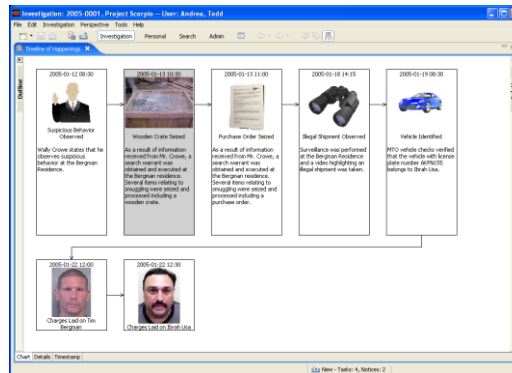 Investigation: 2005-0001, Project Scorpio -- User: Andrea, Todd
File Edit Investigation Perspective Tools Help
Investigation Personal Search Admin
Timeline of Happenings
Outline
2005-01-12 08:30
Suspicious Behavior
Observed
Wally Crowe states that he
observes suspicious
behavior at the Bergman
Residence.
2005-01-13 10:30
Wooden Crate Seized
As a result of information
received from Mr. Crowe, a
search warrant was
obtained and executed at
the Bergman residence.
Several items relating to
smuggling were seized and
processed including a
wooden crate.
2005-01-13 11:00
Purchase Order Seized
As a result of information
received from Mr. Crowe, a
search warrant was
obtained and executed at
the Bergman residence.
Several items relating to
smuggling were seized and
processed including a
purchase order.
2005-01-18 14:15
Illegal Shipment Observed
Surveillance was performed
at the Bergman Residence
and a video highlighting an
illegal shipment was taken.
2005-01-19 08:30
Vehicle Identified
MTO vehicle checks verified
that the vehicle with license
plate number
belongs to Ibrah Usa.
2005-01-22 12:00
Charges Laid on Tim
Bergman
2005-01-22 12:30
Charges Laid on Ibrah Usa
Chart Details Timestamp
New - Tasks: 4, Notices: 2